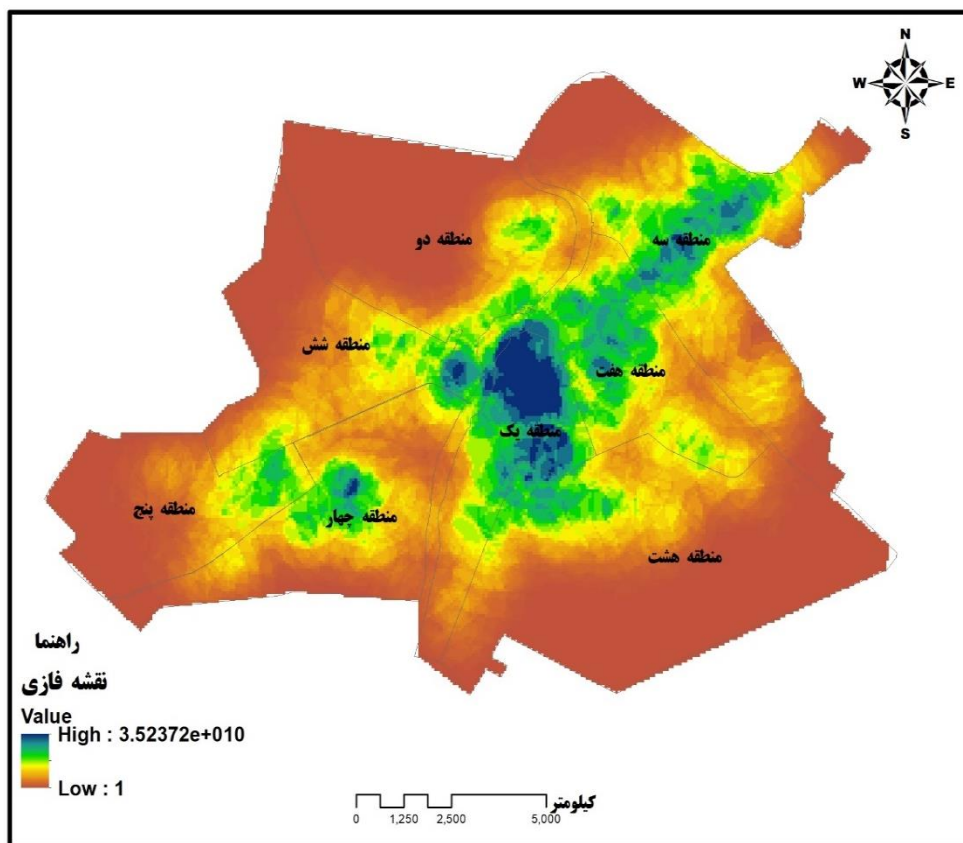 N
W E
S
منطقه سه
منطقه دو
منطقه شش
منطقه هفت
منطقه یک
منطقه پنج
منطقه چهار
منطقه هشت
راهنما
نقشه فازی
Value
High : 3.52372e+010
Low : 1
کیلومتر
0 1,250 2,500 5,000